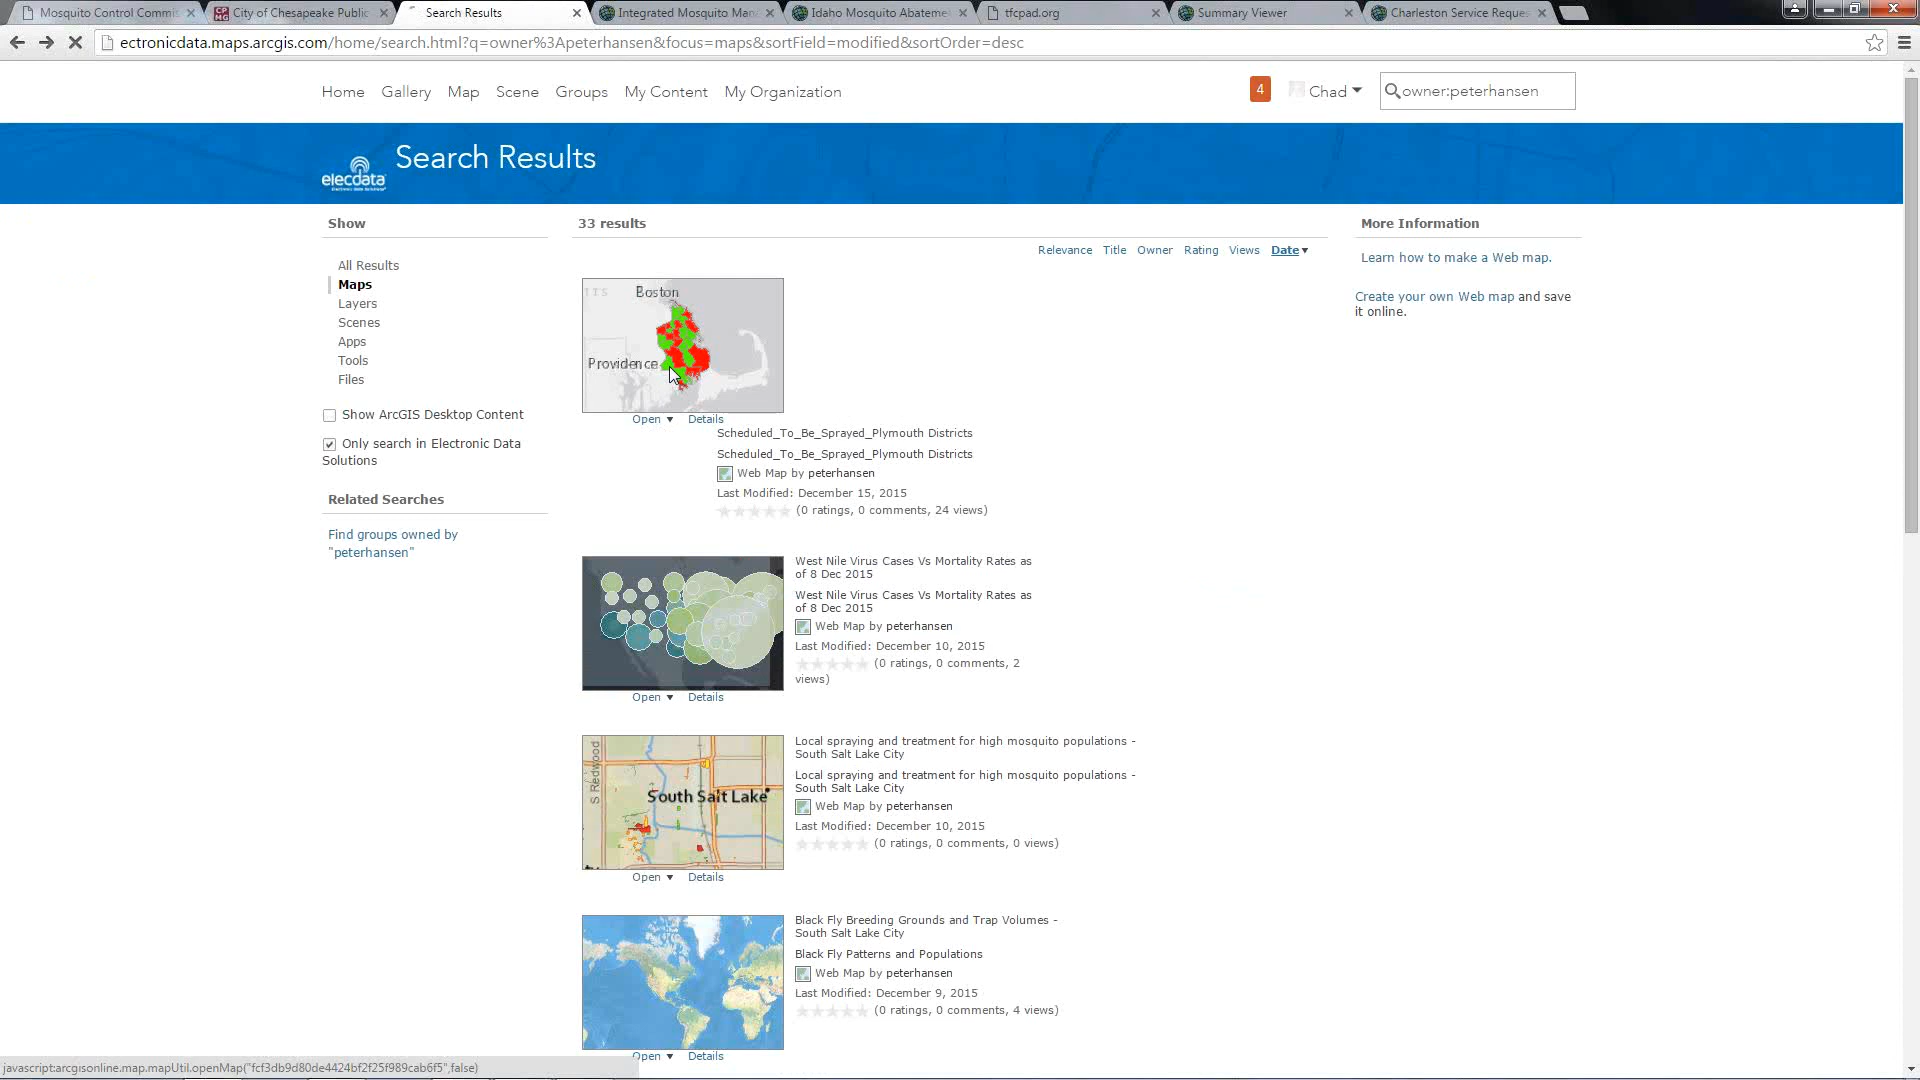 Mosquito Control Commis
City of Chesapeake Public
Search Results
Integrated Mosquito Man
Idaho Mosquito Abateme
tfcpad.org
Summary Viewer
Charleston Service Reques
ectronicdata.maps.arcgis.com/home/search.html?q=owner%3Apeterhansen&focus=maps&sortField=modified&sortOrder=desc
Home Gallery Map Scene Groups My Content My Organization
4
Chad
owner:peterhansen
elecdata
Search Results
Show
All Results
Maps
Layers
Scenes
Apps
Tools
Files
Show ArcGIS Desktop Content
Only search in Electronic Data
Solutions
Related Searches
Find groups owned by
"peterhansen"
33 results
Relevance Title Owner Rating Views Date
TTS
Boston
Providence
Open Details
Scheduled_To_Be_Sprayed_Plymouth Districts
Scheduled_To_Be_Sprayed_Plymouth Districts
Web Map by peterhansen
Last Modified: December 15, 2015
(0 ratings, 0 comments, 24 views)
West Nile Virus Cases Vs Mortality Rates as
of 8 Dec 2015
West Nile Virus Cases Vs Mortality Rates as
of 8 Dec 2015
Web Map by peterhansen
Last Modified: December 10, 2015
(0 ratings, 0 comments, 2
views)
Open Details
S Redwood
South Salt Lake
Local spraying and treatment for high mosquito populations -
South Salt Lake City
Local spraying and treatment for high mosquito populations -
South Salt Lake City
Web Map by peterhansen
Last Modified: December 10, 2015
(0 ratings, 0 comments, 0 views)
Open Details
Black Fly Breeding Grounds and Trap Volumes -
South Salt Lake City
Black Fly Patterns and Populations
Web Map by peterhansen
Last Modified: December 9, 2015
(0 ratings, 0 comments, 4 views)
Open Details
More Information
Learn how to make a Web map.
Create your own Web map and save
it online.
javascript:arcgisonline.map.mapUtil.openMap("fcf3db9d80de4424bf2f25f989cab6f5",false)